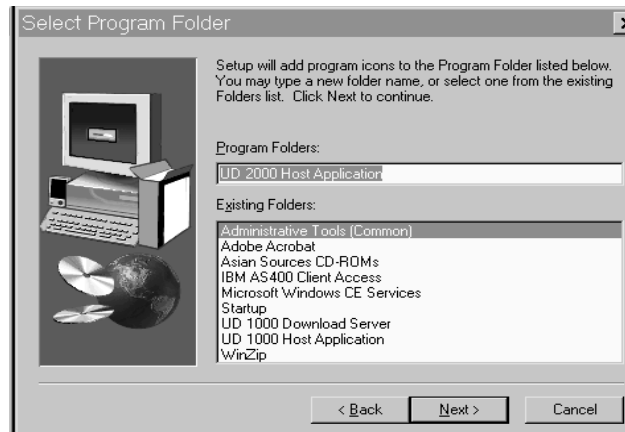 Select Program Folder
Setup will add program icons to the Program Folder listed below.
You may type a new folder name, or select one from the existing
Folders list. Click Next to continue.
Program Folders:
UD 2000 Host Application
Existing Folders:
Administrative Tools (Common)
Adobe Acrobat
Asian Sources CD-ROMs
IBM AS400 Client Access
Microsoft Windows CE Services
Startup
UD 1000 Download Server
UD 1000 Host Application
WinZip
< Back
Next >
Cancel